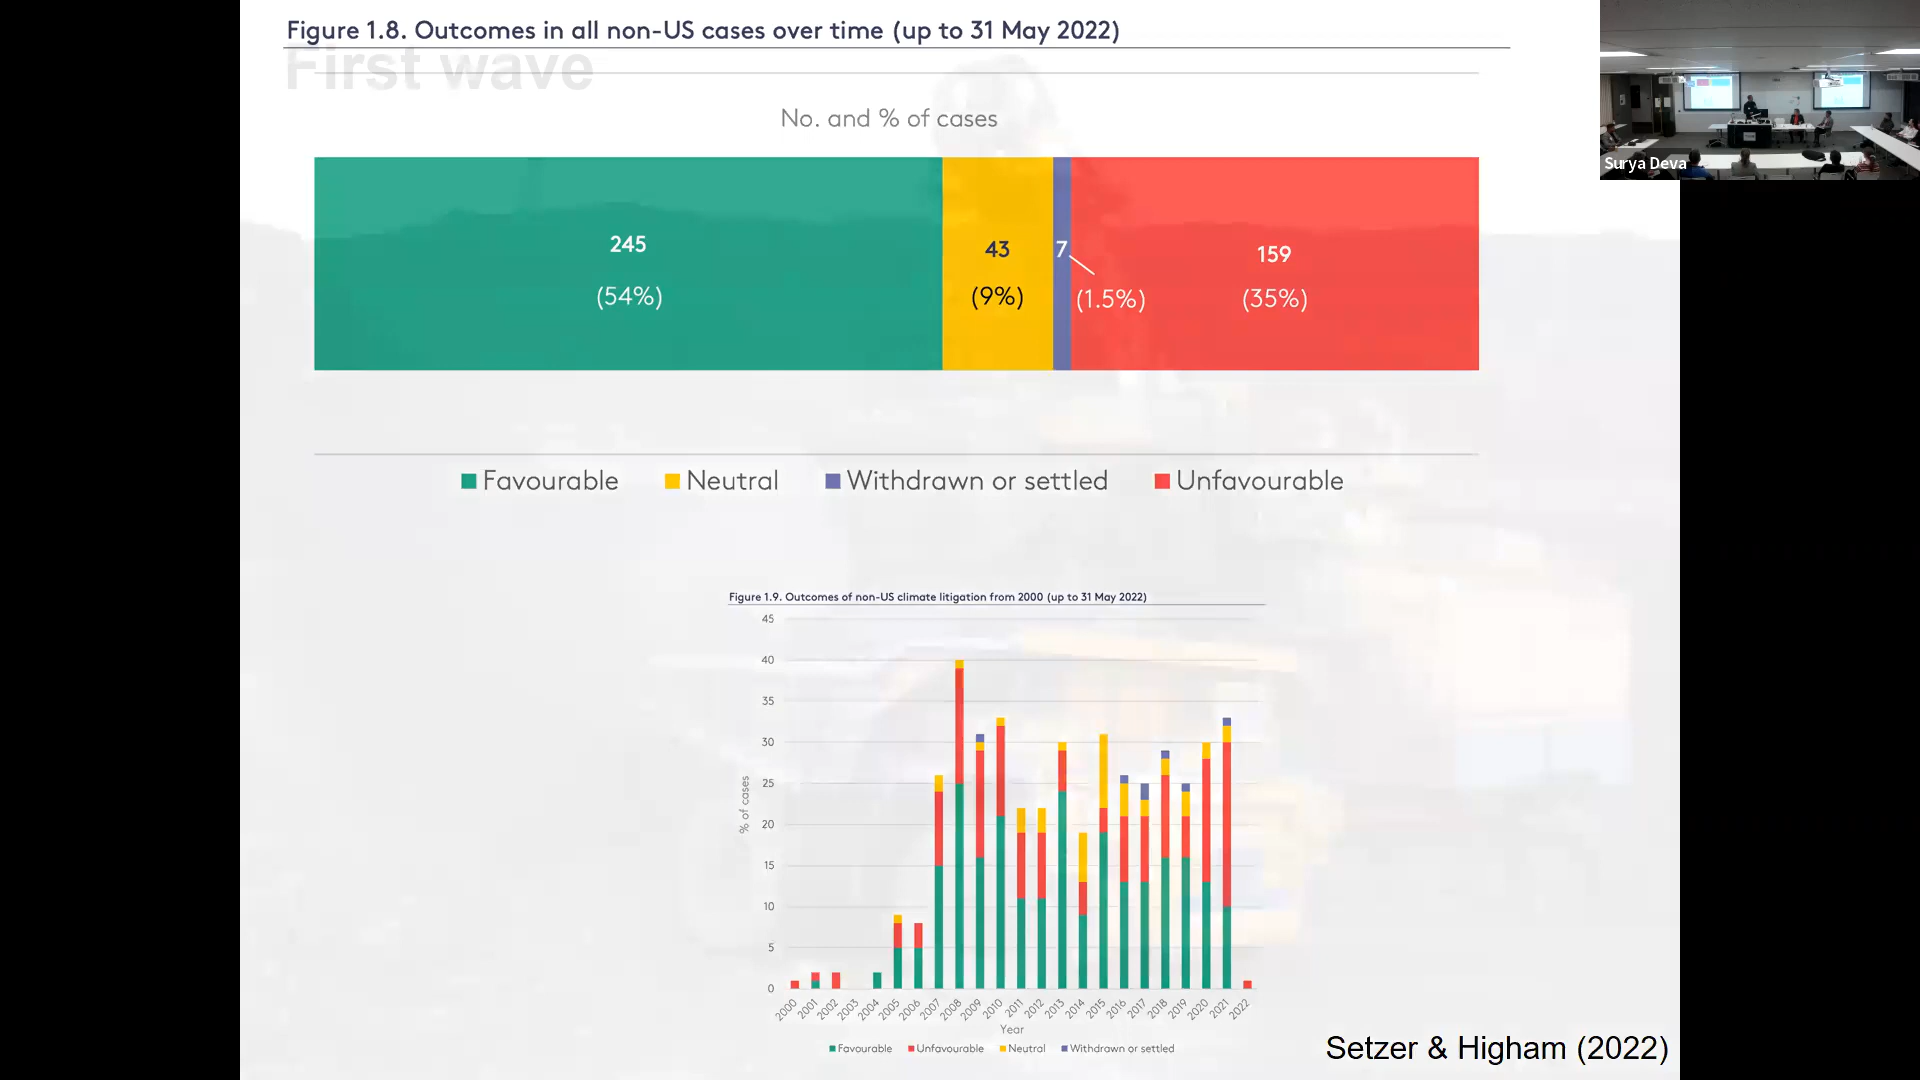 Figure 1.8. Outcomes in all non-US cases over time (up to 31 May 2022)
First wave
Surya Deva
No. and % of cases
245
(54%)
43
(9%)
7
(1.5%)
159
(35%)
Favourable Neutral Withdrawn or settled Unfavourable
Figure 1.9. Outcomes of non-US climate litigation from 2000 (up to 31 May 2022)
45
40
35
30
25
20
15
10
5
0
% of cases
2000 2001 2002 2003 2004 2005 2006 2007 2008 2009 2010 2011 2012 2013 2014 2015 2016 2017 2018 2019 2020 2021 2022
Year
Favourable Unfavourable Neutral Withdrawn or settled
Setzer & Higham (2022)